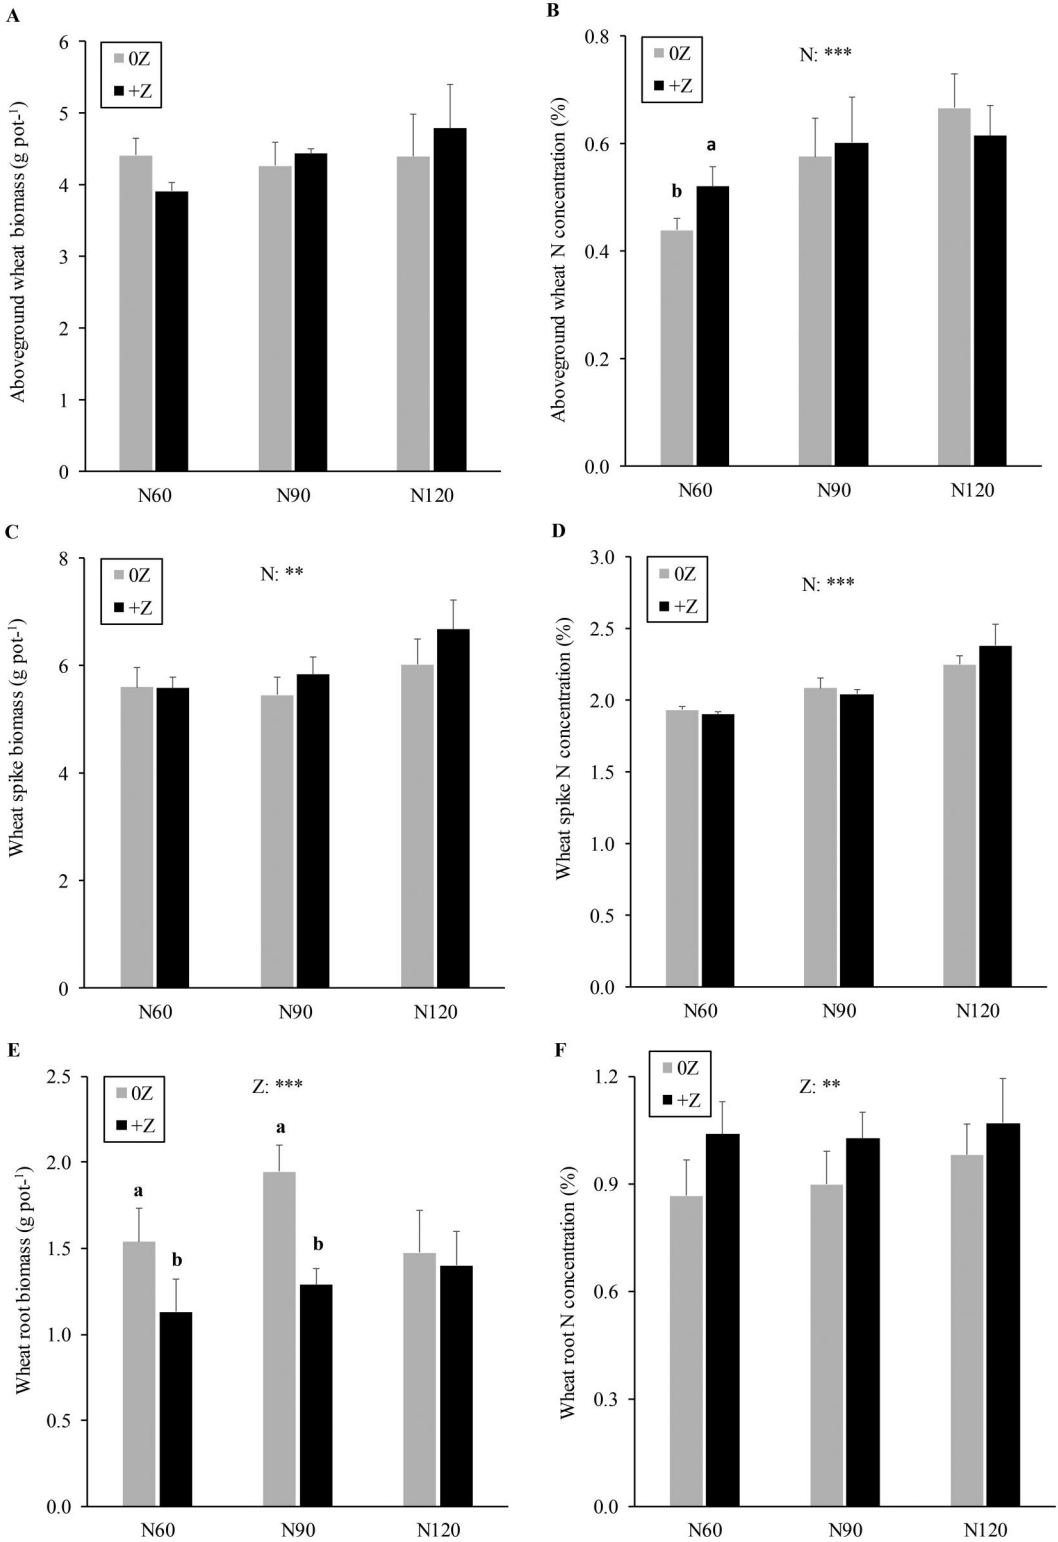 A
Aboveground wheat biomass (g pot-1)
6
5
4
3
2
1
0
0Z
+Z
N60 N90 N120
B
Aboveground wheat N concentration (%)
0.8
0.6
0.4
0.2
0.0
0Z
+Z
N: ***
b
a
N60 N90 N120
C
Wheat spike biomass (g pot-1)
8
6
4
2
0
0Z
+Z
N: **
N60 N90 N120
D
Wheat spike N concentration (%)
3.0
2.5
2.0
1.5
1.0
0.5
0.0
0Z
+Z
N: ***
N60 N90 N120
E
Wheat root biomass (g pot-1)
2.5
2.0
1.5
1.0
0.5
0.0
0Z
+Z
Z: ***
a
b
a
b
N60 N90 N120
F
Wheat root N concentration (%)
1.2
0.9
0.6
0.3
0.0
0Z
+Z
Z: **
N60 N90 N120